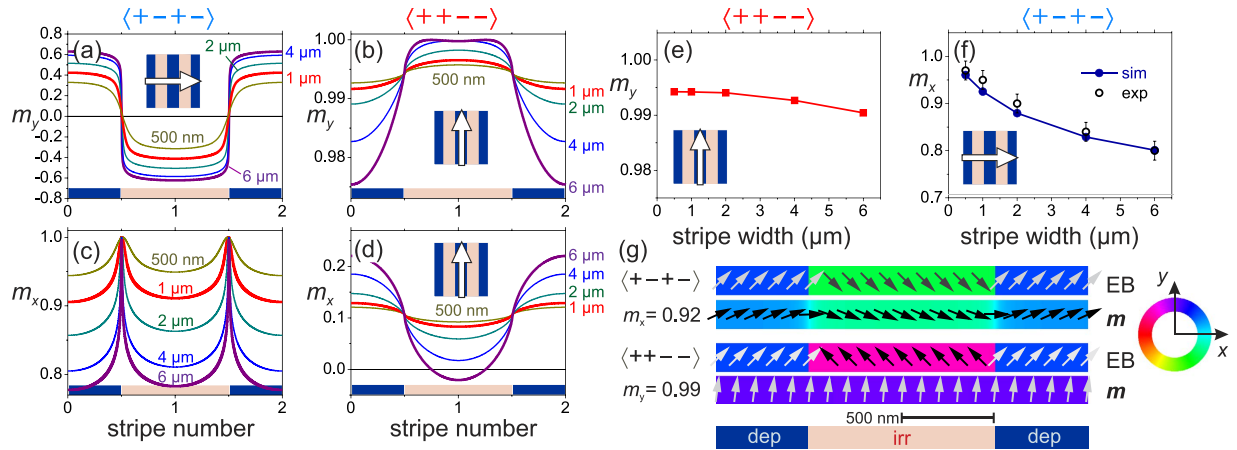 ⟨+−+−⟩
⟨++−−⟩
⟨++−−⟩
⟨+−+−⟩
(a)
m_y
0.8
0.6
0.4
0.2
0.0
-0.2
-0.4
-0.6
-0.8
2 µm
4 µm
1 µm
500 nm
6 µm
0 1 2
(b)
m_y
1.00
0.99
0.98
500 nm
1 µm
2 µm
4 µm
6 µm
0 1 2
(e)
m_y
1.00
0.99
0.98
0 1 2 3 4 5 6
stripe width (µm)
(f)
m_x
1.0
0.9
0.8
0.7
sim
exp
0 1 2 3 4 5 6
stripe width (µm)
(c)
m_x
1.0
0.9
0.8
500 nm
1 µm
2 µm
4 µm
6 µm
0 1 2
stripe number
(d)
m_x
0.2
0.1
0.0
500 nm
6 µm
4 µm
2 µm
1 µm
0 1 2
stripe number
(g)
⟨+−+−⟩ EB
m_x= 0.92 m
⟨++−−⟩ EB
m_y= 0.99 m
500 nm
dep irr dep
y
x